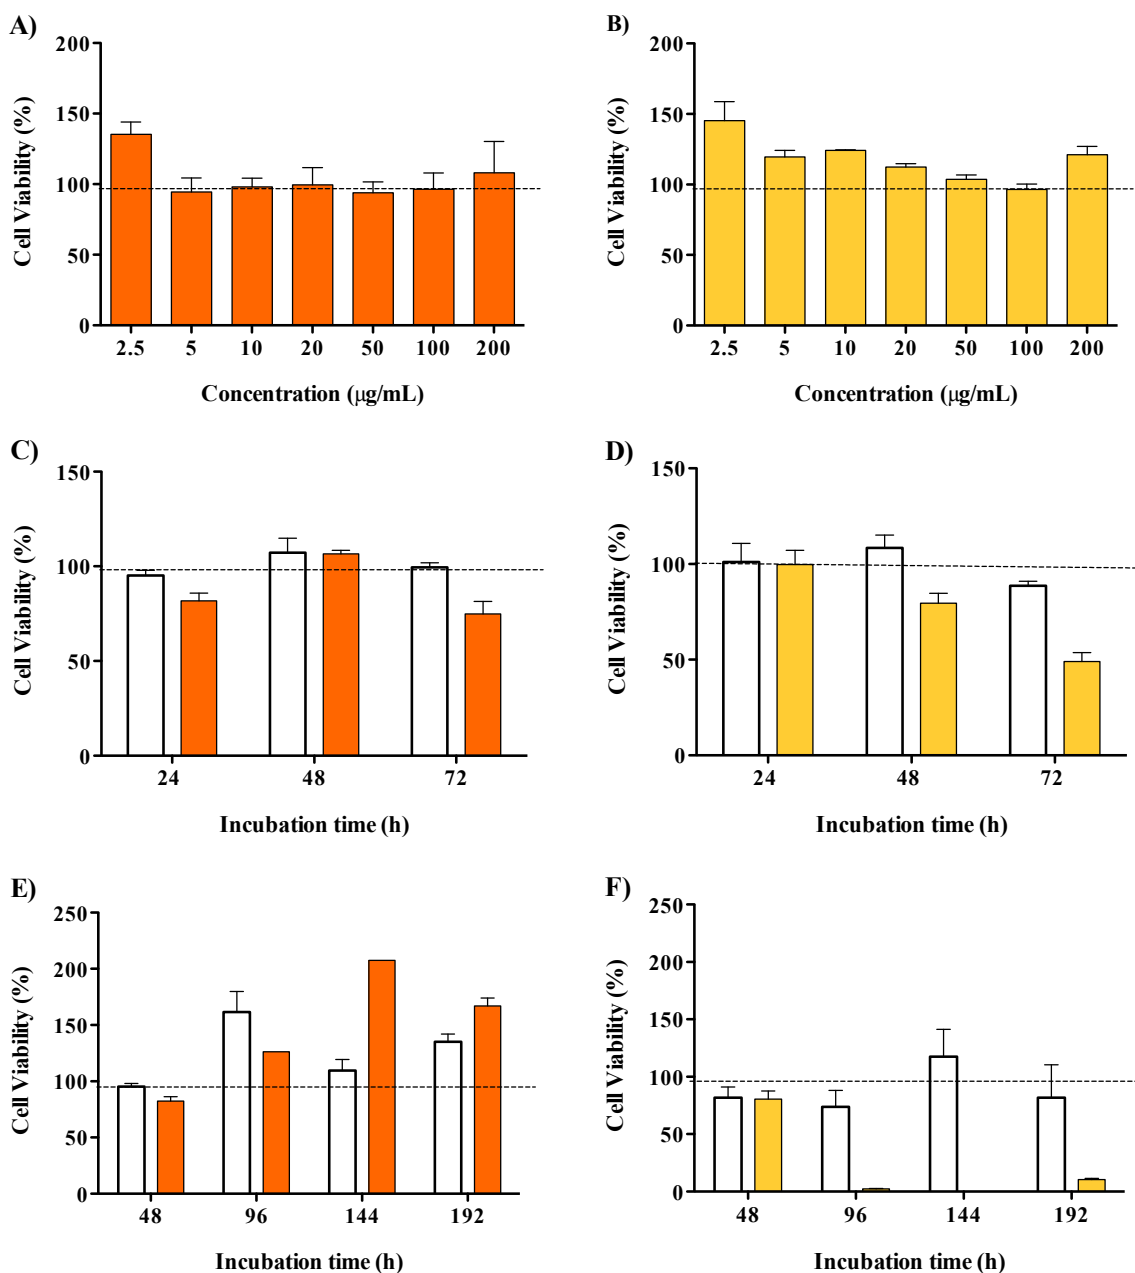 A)
200
150
100
50
0
Cell Viability (%)
2.5 5 10 20 50 100 200
Concentration (μg/mL)
B)
200
150
100
50
0
Cell Viability (%)
2.5 5 10 20 50 100 200
Concentration (μg/mL)
C)
150
100
50
0
Cell Viability (%)
24 48 72
Incubation time (h)
D)
150
100
50
0
Cell Viability (%)
24 48 72
Incubation time (h)
E)
250
200
150
100
50
0
Cell Viability (%)
48 96 144 192
Incubation time (h)
F)
250
200
150
100
50
0
Cell Viability (%)
48 96 144 192
Incubation time (h)